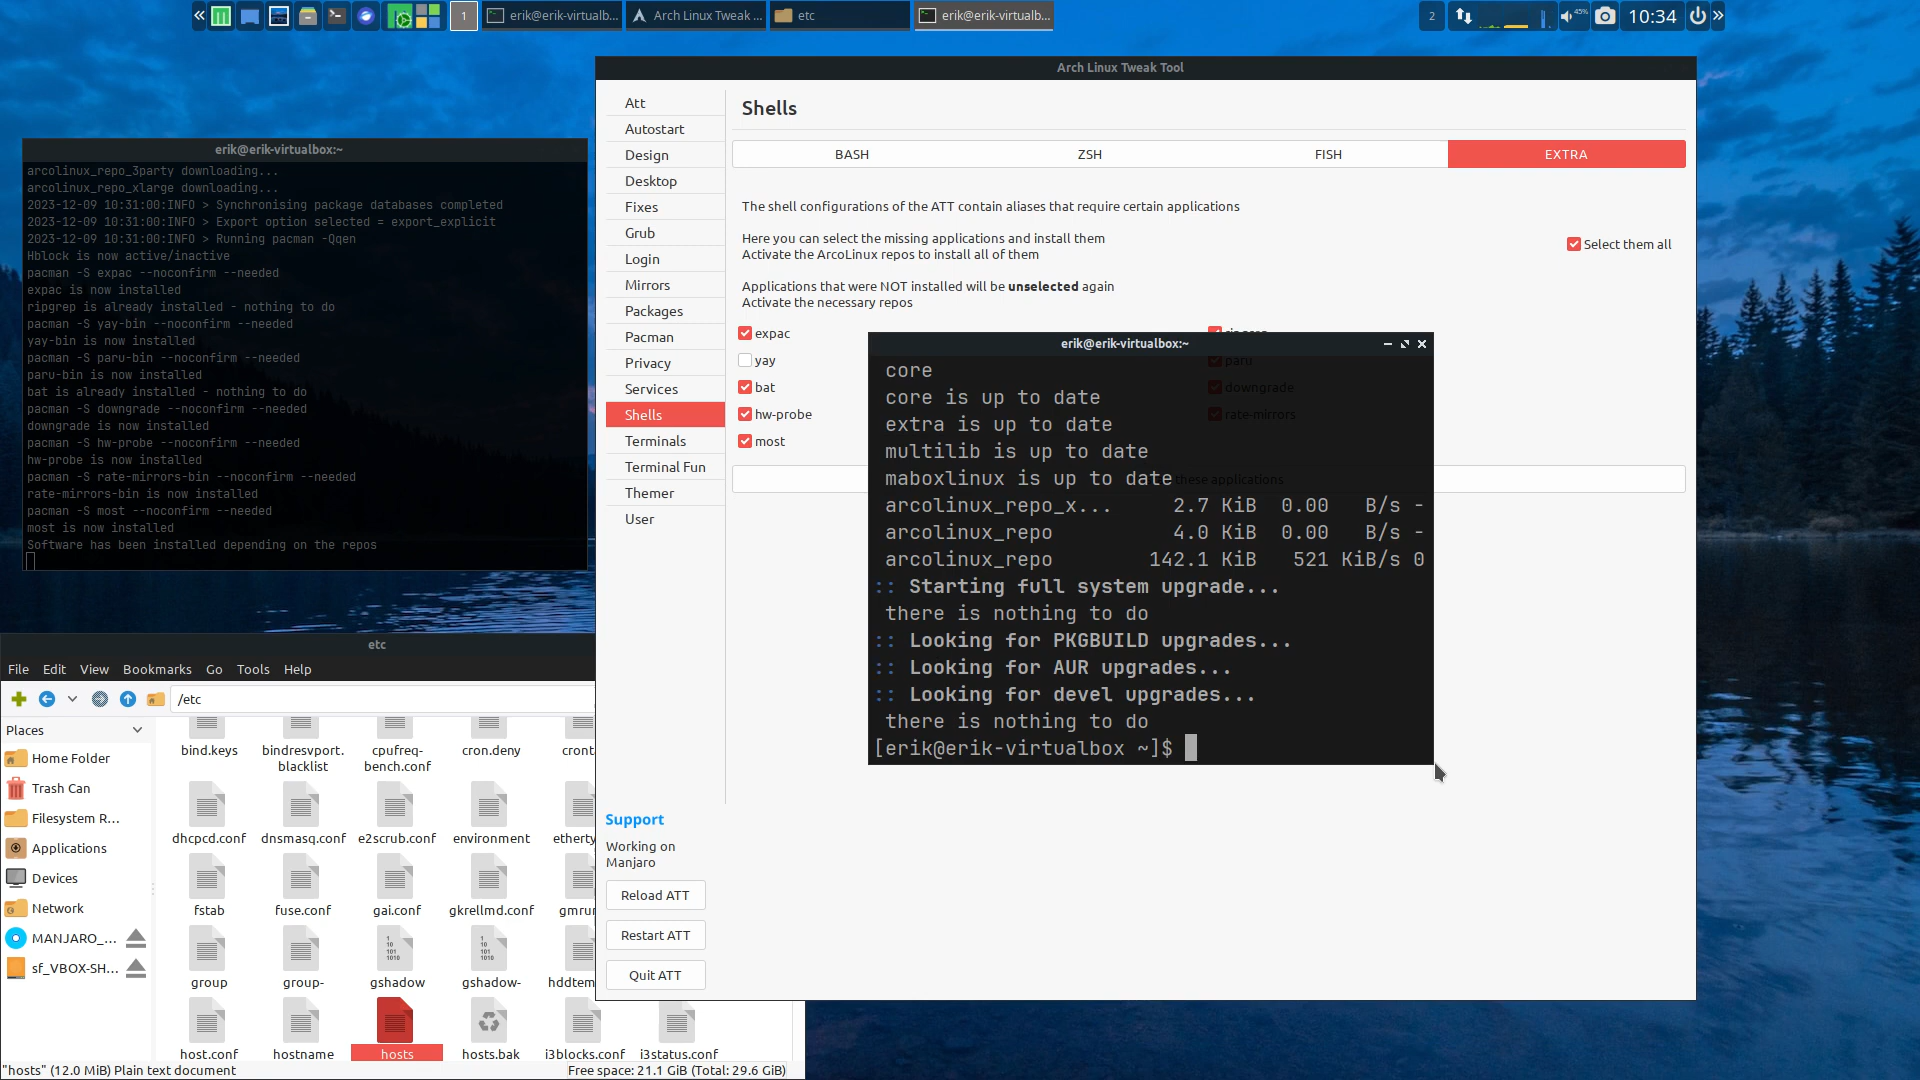 «
1
erik@erik-virtualb...
Arch Linux Tweak ...
etc
erik@erik-virtualb...
2
45%
10:34
»
erik@erik-virtualbox:~
arcolinux_repo_3party downloading...
arcolinux_repo_xlarge downloading...
2023-12-09 10:31:00:INFO > Synchronising package databases completed
2023-12-09 10:31:00:INFO > Export option selected = export_explicit
2023-12-09 10:31:00:INFO > Running pacman -Qqen
Hblock is now active/inactive
pacman -S expac --noconfirm --needed
expac is now installed
ripgrep is already installed - nothing to do
pacman -S yay-bin --noconfirm --needed
yay-bin is now installed
pacman -S paru-bin --noconfirm --needed
paru-bin is now installed
bat is already installed - nothing to do
pacman -S downgrade --noconfirm --needed
downgrade is now installed
pacman -S hw-probe --noconfirm --needed
hw-probe is now installed
pacman -S rate-mirrors-bin --noconfirm --needed
rate-mirrors-bin is now installed
pacman -S most --noconfirm --needed
most is now installed
Software has been installed depending on the repos
Arch Linux Tweak Tool
Att
Autostart
Design
Desktop
Fixes
Grub
Login
Mirrors
Packages
Pacman
Privacy
Services
Shells
Terminals
Terminal Fun
Themer
User
Support
Working on
Manjaro
Reload ATT
Restart ATT
Quit ATT
Shells
BASH
ZSH
FISH
EXTRA
The shell configurations of the ATT contain aliases that require certain applications
Here you can select the missing applications and install them
Activate the ArcoLinux repos to install all of them
Select them all
Applications that were NOT installed will be unselected again
Activate the necessary repos
expac
yay
paru
bat
downgrade
hw-probe
rate-mirrors
most
these applications
erik@erik-virtualbox:~
core
core is up to date
extra is up to date
multilib is up to date
maboxlinux is up to date
arcolinux_repo_x... 2.7 KiB 0.00 B/s -
arcolinux_repo 4.0 KiB 0.00 B/s -
arcolinux_repo 142.1 KiB 521 KiB/s 0
:: Starting full system upgrade...
there is nothing to do
:: Looking for PKGBUILD upgrades...
:: Looking for AUR upgrades...
:: Looking for devel upgrades...
there is nothing to do
[erik@erik-virtualbox ~]$
etc
File Edit View Bookmarks Go Tools Help
/etc
Places
Home Folder
Trash Can
Filesystem R...
Applications
Devices
Network
MANJARO_...
sf_VBOX-SH...
bind.keys
bindresvport.
blacklist
cpufreq-
bench.conf
cron.deny
cront
dhcpcd.conf
dnsmasq.conf
e2scrub.conf
environment
etherty
fstab
fuse.conf
gai.conf
gkrellmd.conf
gmrun
group
group-
gshadow
gshadow-
hddtem
host.conf
hostname
hosts
hosts.bak
i3blocks.conf
i3status.conf
"hosts" (12.0 MiB) Plain text document
Free space: 21.1 GiB (Total: 29.6 GiB)